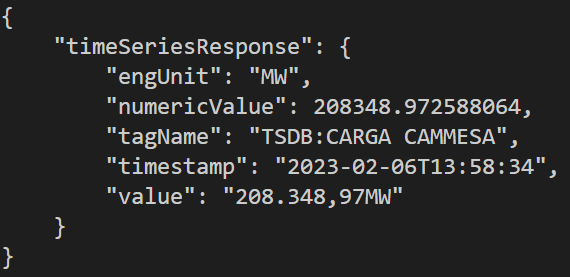 {
"timeSeriesResponse": {
"engUnit": "MW",
"numericValue": 208348.972588064,
"tagName": "TSDB:CARGA CAMMESA",
"timestamp": "2023-02-06T13:58:34",
"value": "208.348,97MW"
}
}